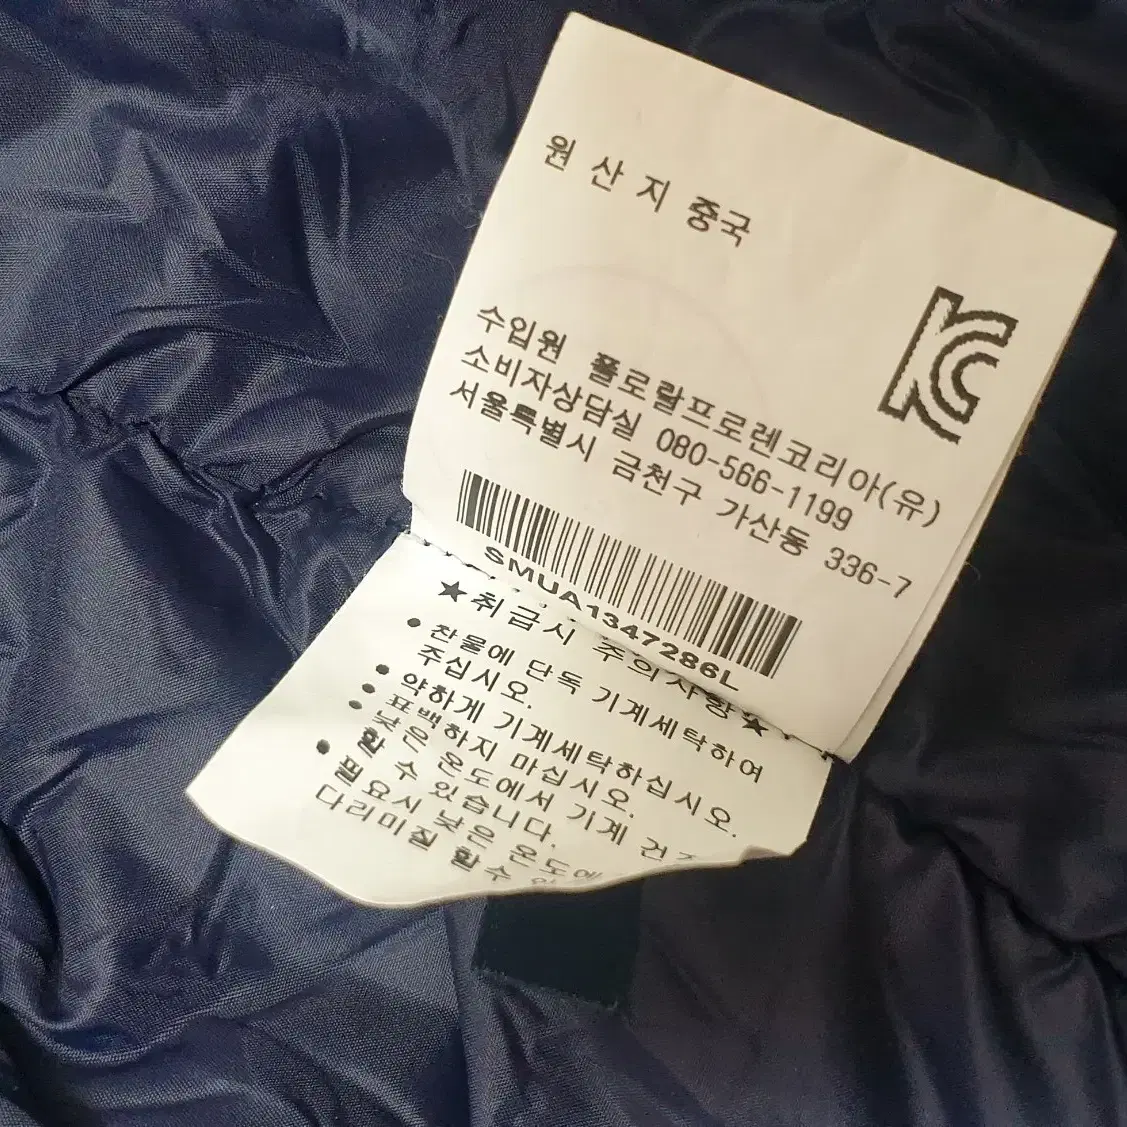 원 산 지 중국
KC
수입원 폴로랄프로렌코리아(유)
소비자상담실 080-566-1199
서울특별시 금천구 가산동 336-7
SMUA1347286L
★취급시 주의사항★
● 찬물에 단독 기계세탁하여
주십시오.
● 약하게 기계세탁하십시오.
● 표백하지 마십시오.
● 낮은 온도에서 기계
할 수 있습니다.
● 필요시 낮은 온도에
다리미질 할수